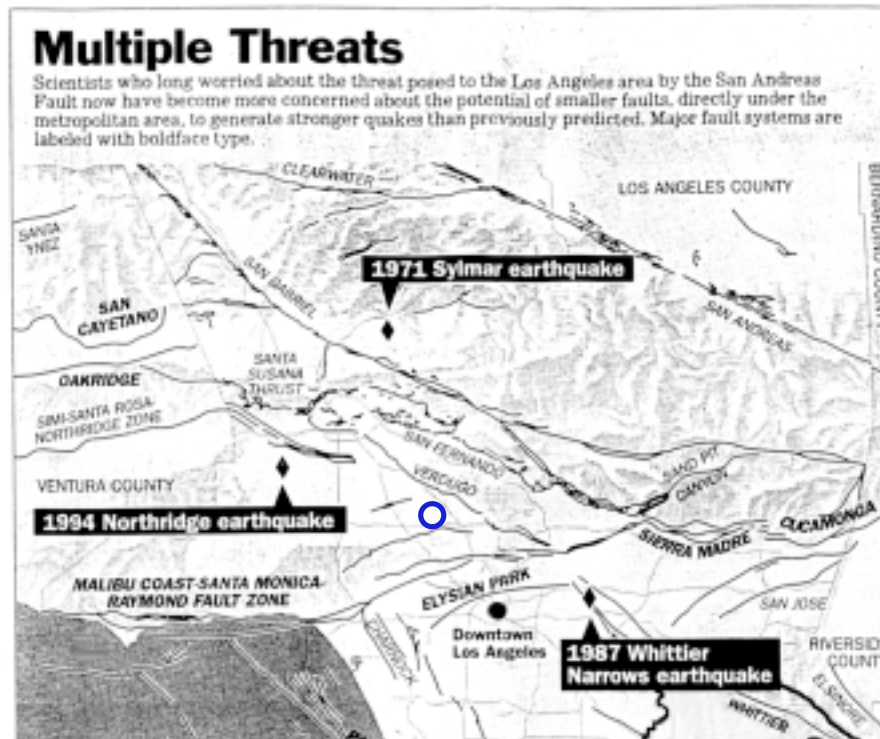 Multiple Threats
Scientists who long worried about the threat posed to the Los Angeles area by the San Andreas
Fault now have become more concerned about the potential of smaller faults, directly under the
metropolitan area, to generate stronger quakes than previously predicted. Major fault systems are
labeled with boldface type.
CLEARWATER
LOS ANGELES COUNTY
SANTA
YNEZ
SAN GABRIEL
1971 Sylmar earthquake
SAN
CAYETANO
SAN ANDREAS
SANTA
SUSANA
THRUST
OAKRIDGE
SIMI-SANTA ROSA-
NORTHRIDGE ZONE
SAN FERNANDO
SAND PIT
CANYON
VERDUGO
VENTURA COUNTY
1994 Northridge earthquake
CUCAMONGA
SIERRA MADRE
MALIBU COAST-SANTA MONICA-
RAYMOND FAULT ZONE
ELYSIAN PARK
SAN JOSE
Downtown
Los Angeles
CHARNOCK
1987 Whittier
Narrows earthquake
RIVERSID
COUNT
ELSINORE
WHITTIER